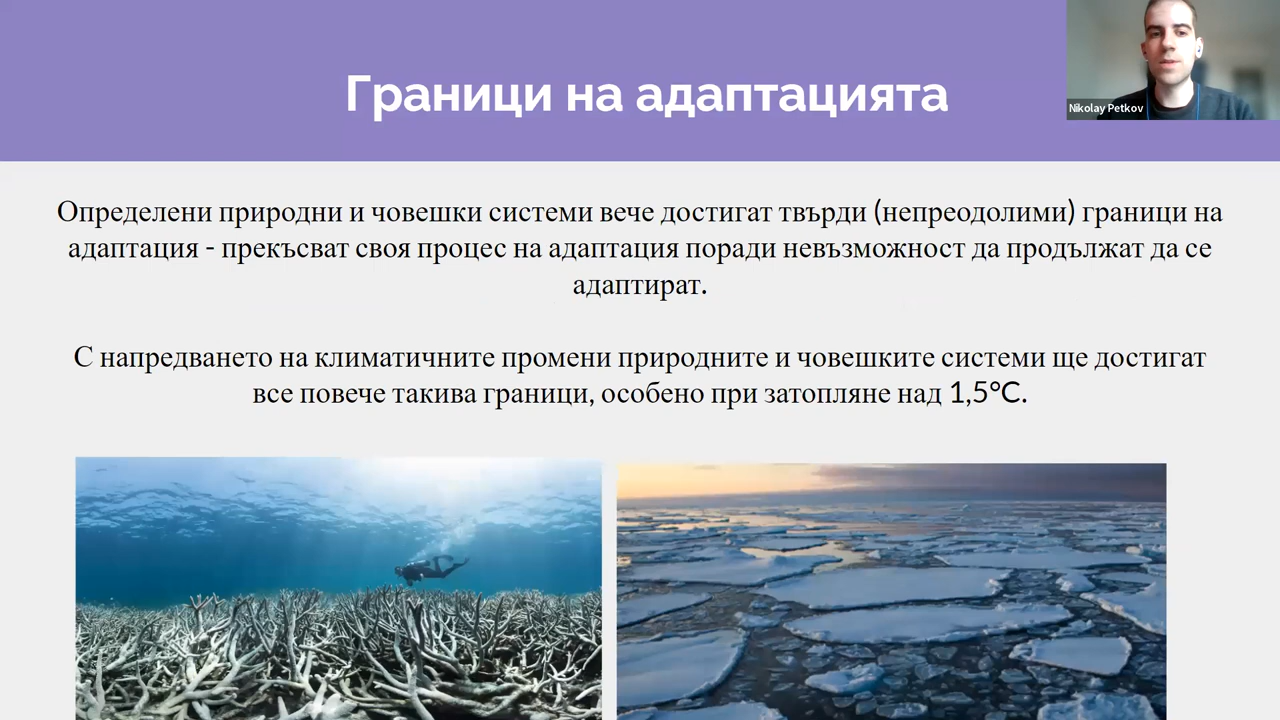 Граници на адаптацията
Nikolay Petkov
Определени природни и човешки системи вече достигат твърди (непреодолими) граници на
адаптация - прекъсват своя процес на адаптация поради невъзможност да продължат да се
адаптират.
С напредването на климатичните промени природните и човешките системи ще достигат
все повече такива граници, особено при затопляне над 1,5°C.